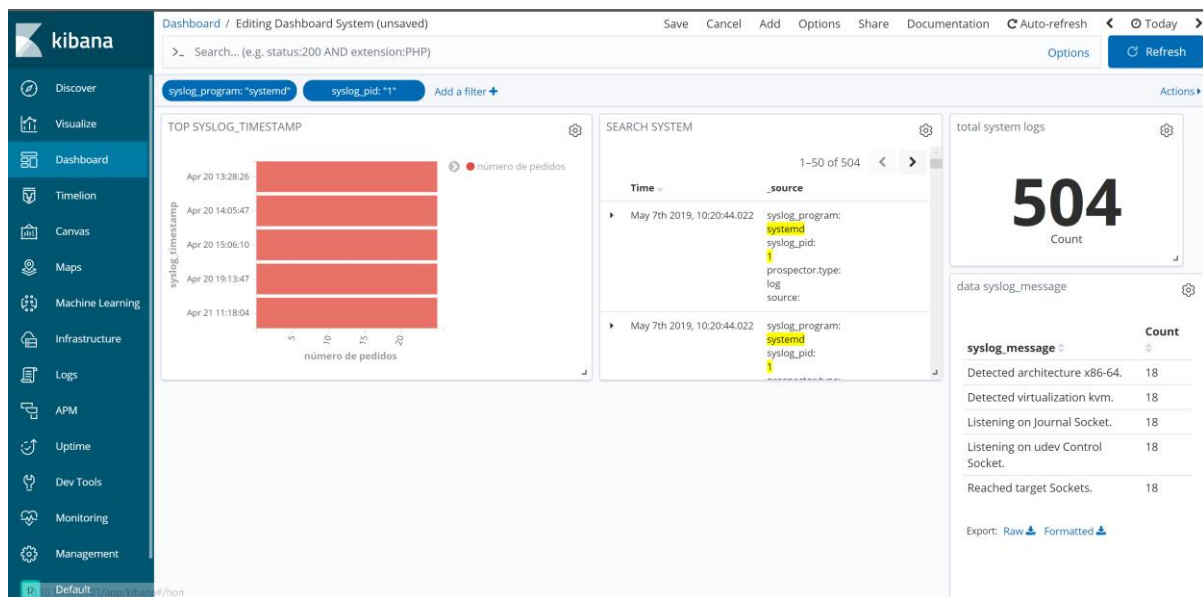 kibana
Discover
Visualize
Dashboard
Timelion
Canvas
Maps
Machine Learning
Infrastructure
Logs
APM
Uptime
Dev Tools
Monitoring
Management
D Default
Dashboard / Editing Dashboard System (unsaved)
Save Cancel Add Options Share Documentation Auto-refresh Today
>_ Search... (e.g. status:200 AND extension:PHP) Options Refresh
syslog_program: "systemd" syslog_pid: "1" Add a filter + Actions
TOP SYSLOG_TIMESTAMP
número de pedidos
syslog_timestamp
Apr 20 13:28:26
Apr 20 14:05:47
Apr 20 15:06:10
Apr 20 19:13:47
Apr 21 11:18:04
5 10 15 20
número de pedidos
SEARCH SYSTEM
1–50 of 504
Time _source
May 7th 2019, 10:20:44.022 syslog_program:
systemd
syslog_pid:
1
prospector.type:
log
source:
May 7th 2019, 10:20:44.022 syslog_program:
systemd
syslog_pid:
1
prospector.type:
total system logs
504
Count
data syslog_message
syslog_message Count
Detected architecture x86-64. 18
Detected virtualization kvm. 18
Listening on Journal Socket. 18
Listening on udev Control 18
Socket.
Reached target Sockets. 18
Export: Raw Formatted